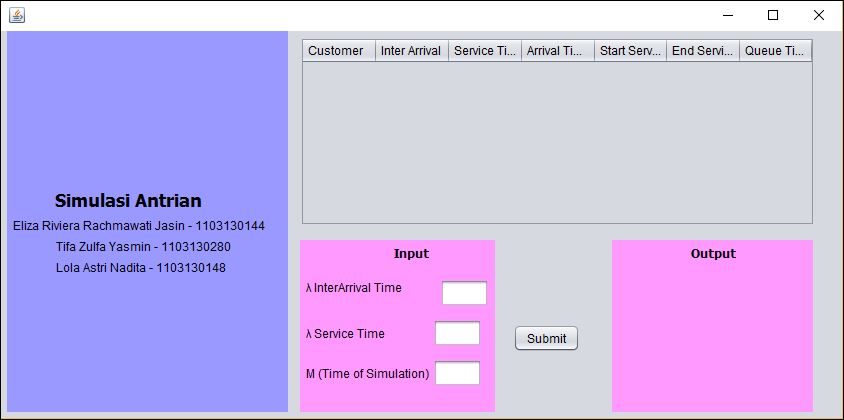 Simulasi Antrian
Eliza Riviera Rachmawati Jasin - 1103130144
Tifa Zulfa Yasmin - 1103130280
Lola Astri Nadita - 1103130148
Customer Inter Arrival Service Ti... Arrival Ti... Start Serv... End Servi... Queue Ti...
Input
λ InterArrival Time
λ Service Time
M (Time of Simulation)
Submit
Output